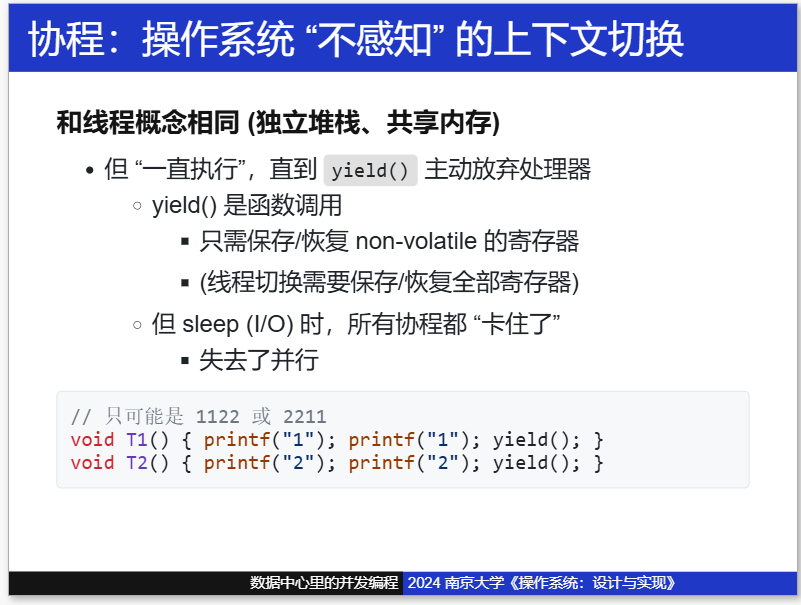 协程：操作系统 “不感知” 的上下文切换
和线程概念相同 (独立堆栈、共享内存)
• 但 “一直执行”，直到 yield() 主动放弃处理器
○ yield() 是函数调用
▪ 只需保存/恢复 non-volatile 的寄存器
▪ (线程切换需要保存/恢复全部寄存器)
○ 但 sleep (I/O) 时，所有协程都 “卡住了”
▪ 失去了并行
// 只可能是 1122 或 2211
void T1() { printf("1"); printf("1"); yield(); }
void T2() { printf("2"); printf("2"); yield(); }
数据中心里的并发编程 2024 南京大学《操作系统：设计与实现》